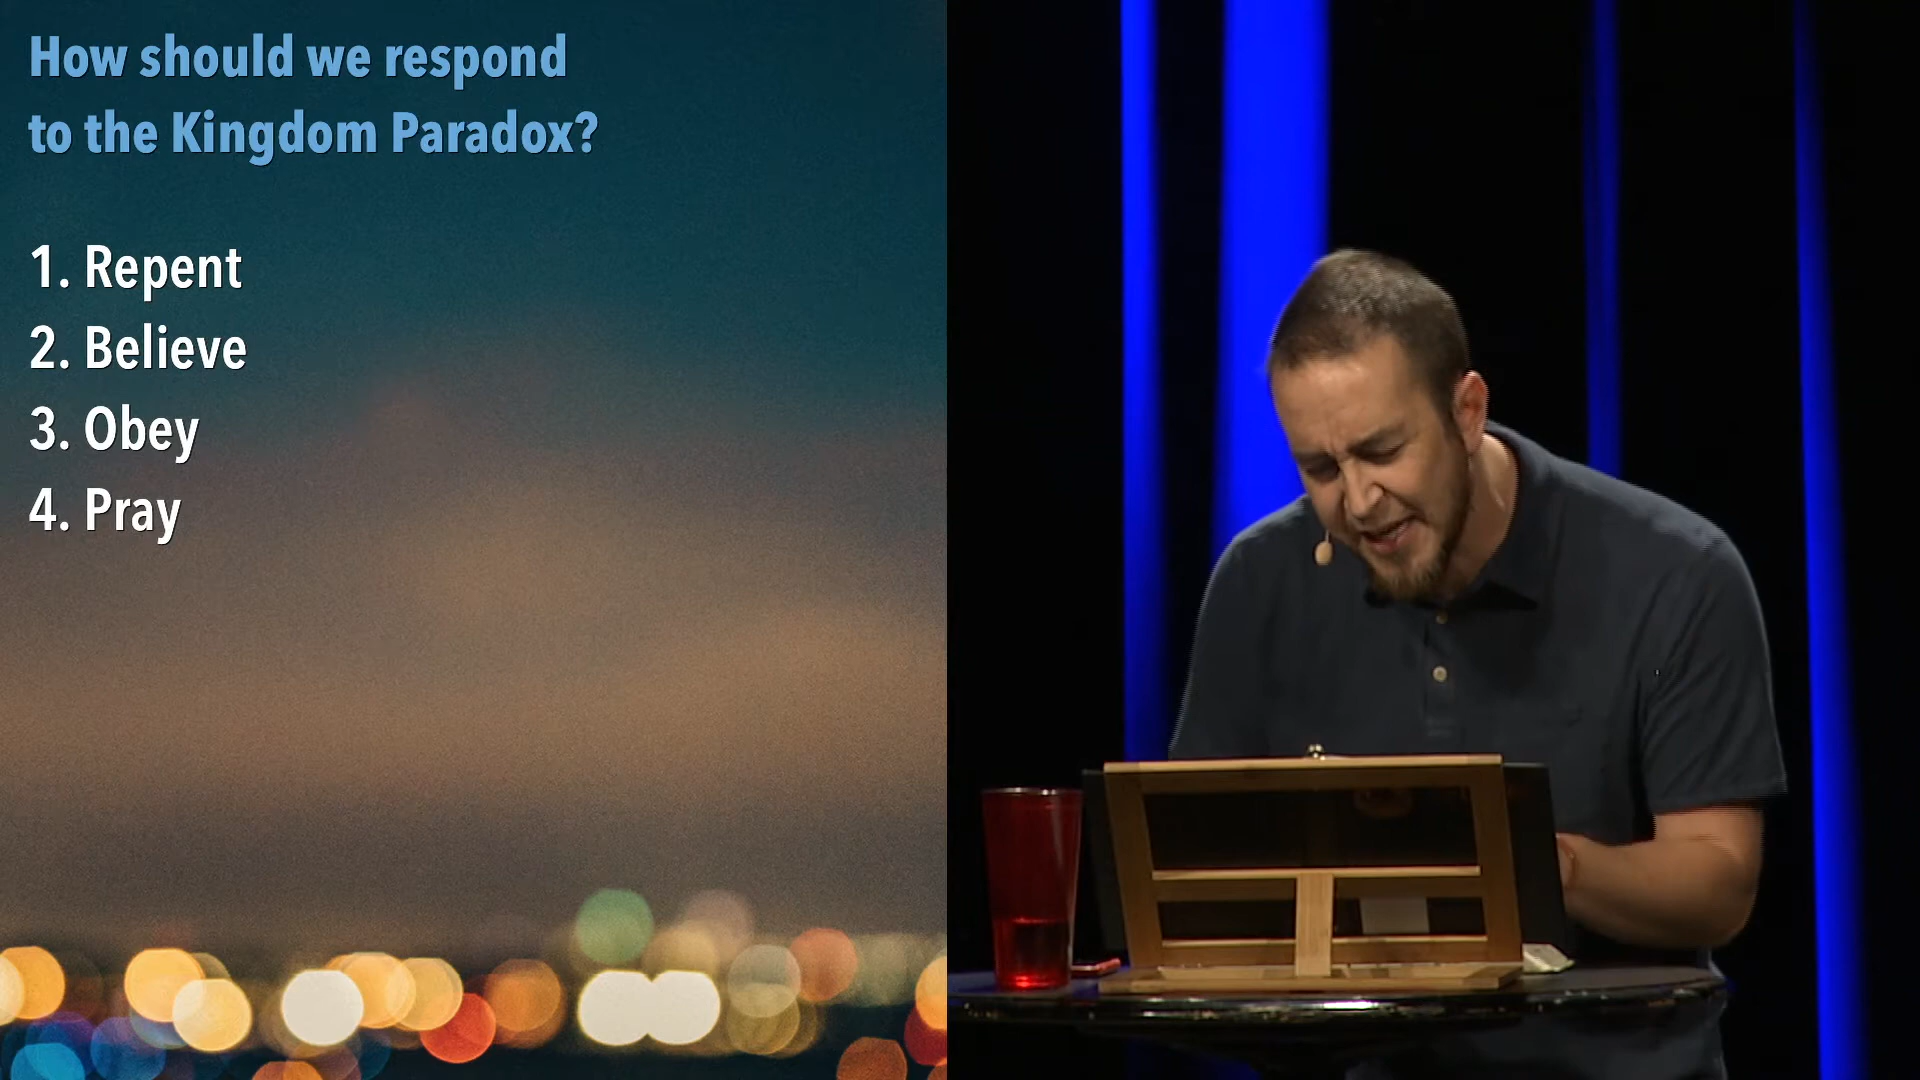 How should we respond
to the Kingdom Paradox?
1. Repent
2. Believe
3. Obey
4. Pray